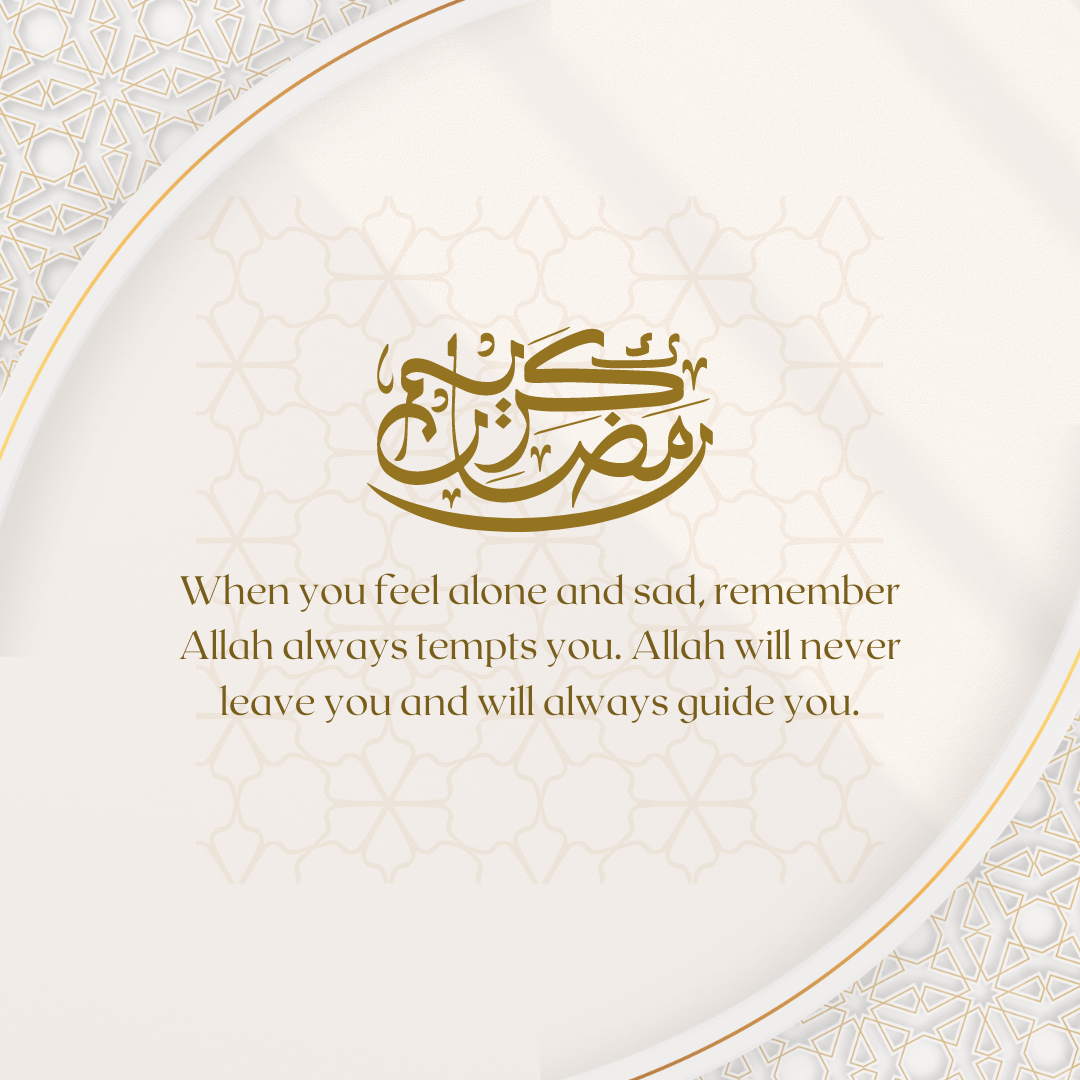 رمضان كريم
When you feel alone and sad, remember
Allah always tempts you. Allah will never
leave you and will always guide you.